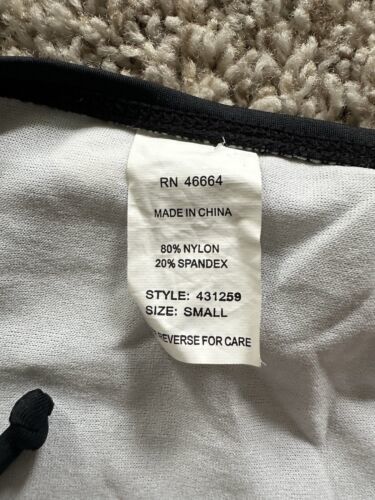 RN 46664
MADE IN CHINA
80% NYLON
20% SPANDEX
STYLE: 431259
SIZE: SMALL
REVERSE FOR CARE